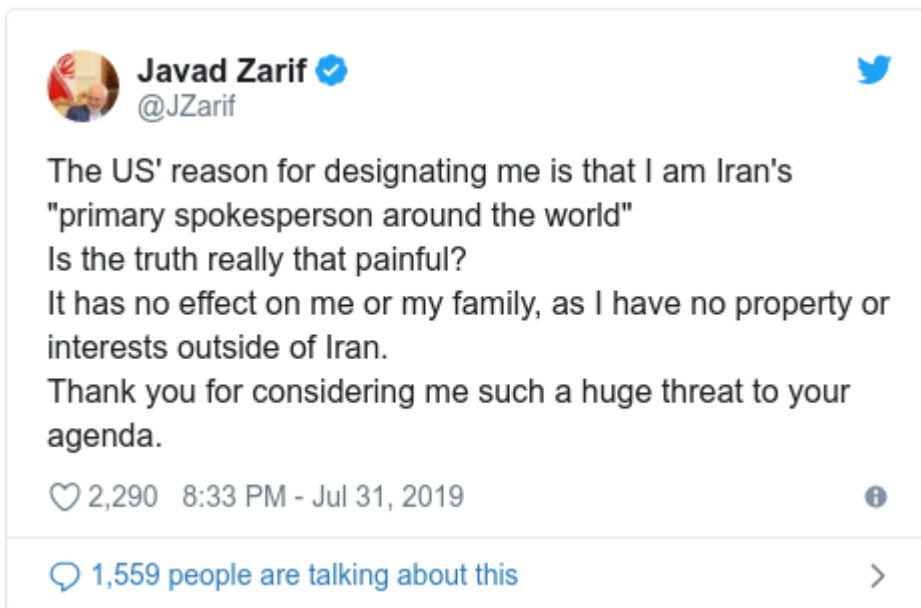 Javad Zarif
@JZarif
The US' reason for designating me is that I am Iran's
"primary spokesperson around the world"
Is the truth really that painful?
It has no effect on me or my family, as I have no property or
interests outside of Iran.
Thank you for considering me such a huge threat to your
agenda.
2,290 8:33 PM - Jul 31, 2019
1,559 people are talking about this